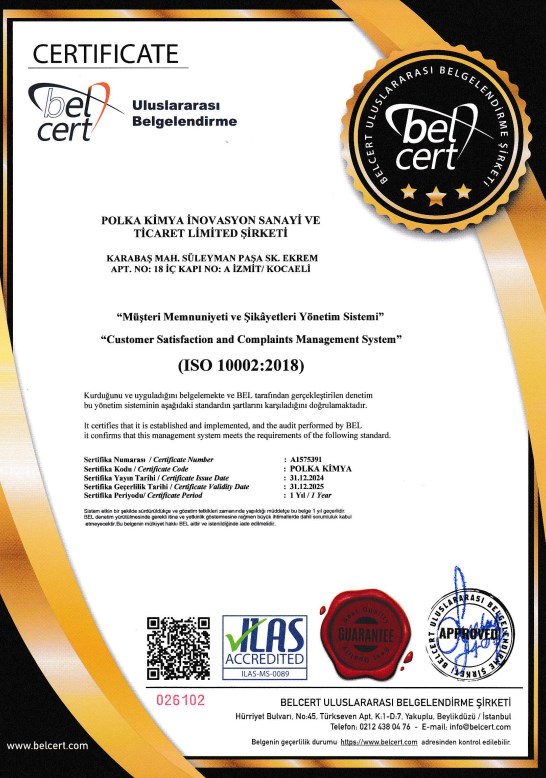 CERTIFICATE
bel
cert
Uluslararası
Belgelendirme
BELCERT ULUSLARARASI BELGELENDİRME ŞİRKETİ
bel
cert
POLKA KİMYA İNOVASYON SANAYİ VE
TİCARET LİMİTED ŞİRKETİ
KARABAŞ MAH. SÜLEYMAN PAŞA SK. EKREM
APT. NO: 18 İÇ KAPI NO: A İZMİT/ KOCAELİ
“Müşteri Memnuniyeti ve Şikâyetleri Yönetim Sistemi”
“Customer Satisfaction and Complaints Management System”
(ISO 10002:2018)
Kurduğunu ve uyguladığını belgelemekte ve BEL tarafından gerçekleştirilen denetim
bu yönetim sisteminin aşağıdaki standardın şartlarını karşıladığını doğrulamaktadır.
It certifies that it is established and implemented, and the audit performed by BEL
it confirms that this management system meets the requirements of the following standard.
Sertifika Numarası / Certificate Number : A1575391
Sertifika Kodu / Certificate Code : POLKA KİMYA
Sertifika Yayın Tarihi / Certificate Issue Date : 31.12.2024
Sertifika Geçerlilik Tarihi / Certificate Validity Date : 31.12.2025
Sertifika Periyodu/ Certificate Period : 1 Yıl / 1 Year
Sistem etkin bir şekilde sürdürüldükçe ve gözetim tetkikleri zamanında yapıldığı müddetçe bu belge 1 yıl geçerlidir.
BEL denetim yürütülmesinde gerekli itina ve yetkinlik göstermesine rağmen büyük ihtimallerde dahil sorumluluk kabul
etmeyecektir.Bu belgenin mülkiyet hakkı BEL aittir ve istenildiğinde iade edilmelidir.
ILAS
ACCREDITED
ILAS-MS-0089
GUARANTEE
BELCERT ULUSLARARASI BELGELENDİRME ŞİRKETİ
APPROVED
026102
BELCERT ULUSLARARASI BELGELENDİRME ŞİRKETİ
Hürriyet Bulvarı, No:45, Türkseven Apt. K:1-D:7, Yakuplu, Beylikdüzü / İstanbul
Telefon: 0212 438 04 76 - E-mail: info@belcert.com
Belgenin geçerlilik durumu https://www.belcert.com adresinden kontrol edilebilir.
www.belcert.com